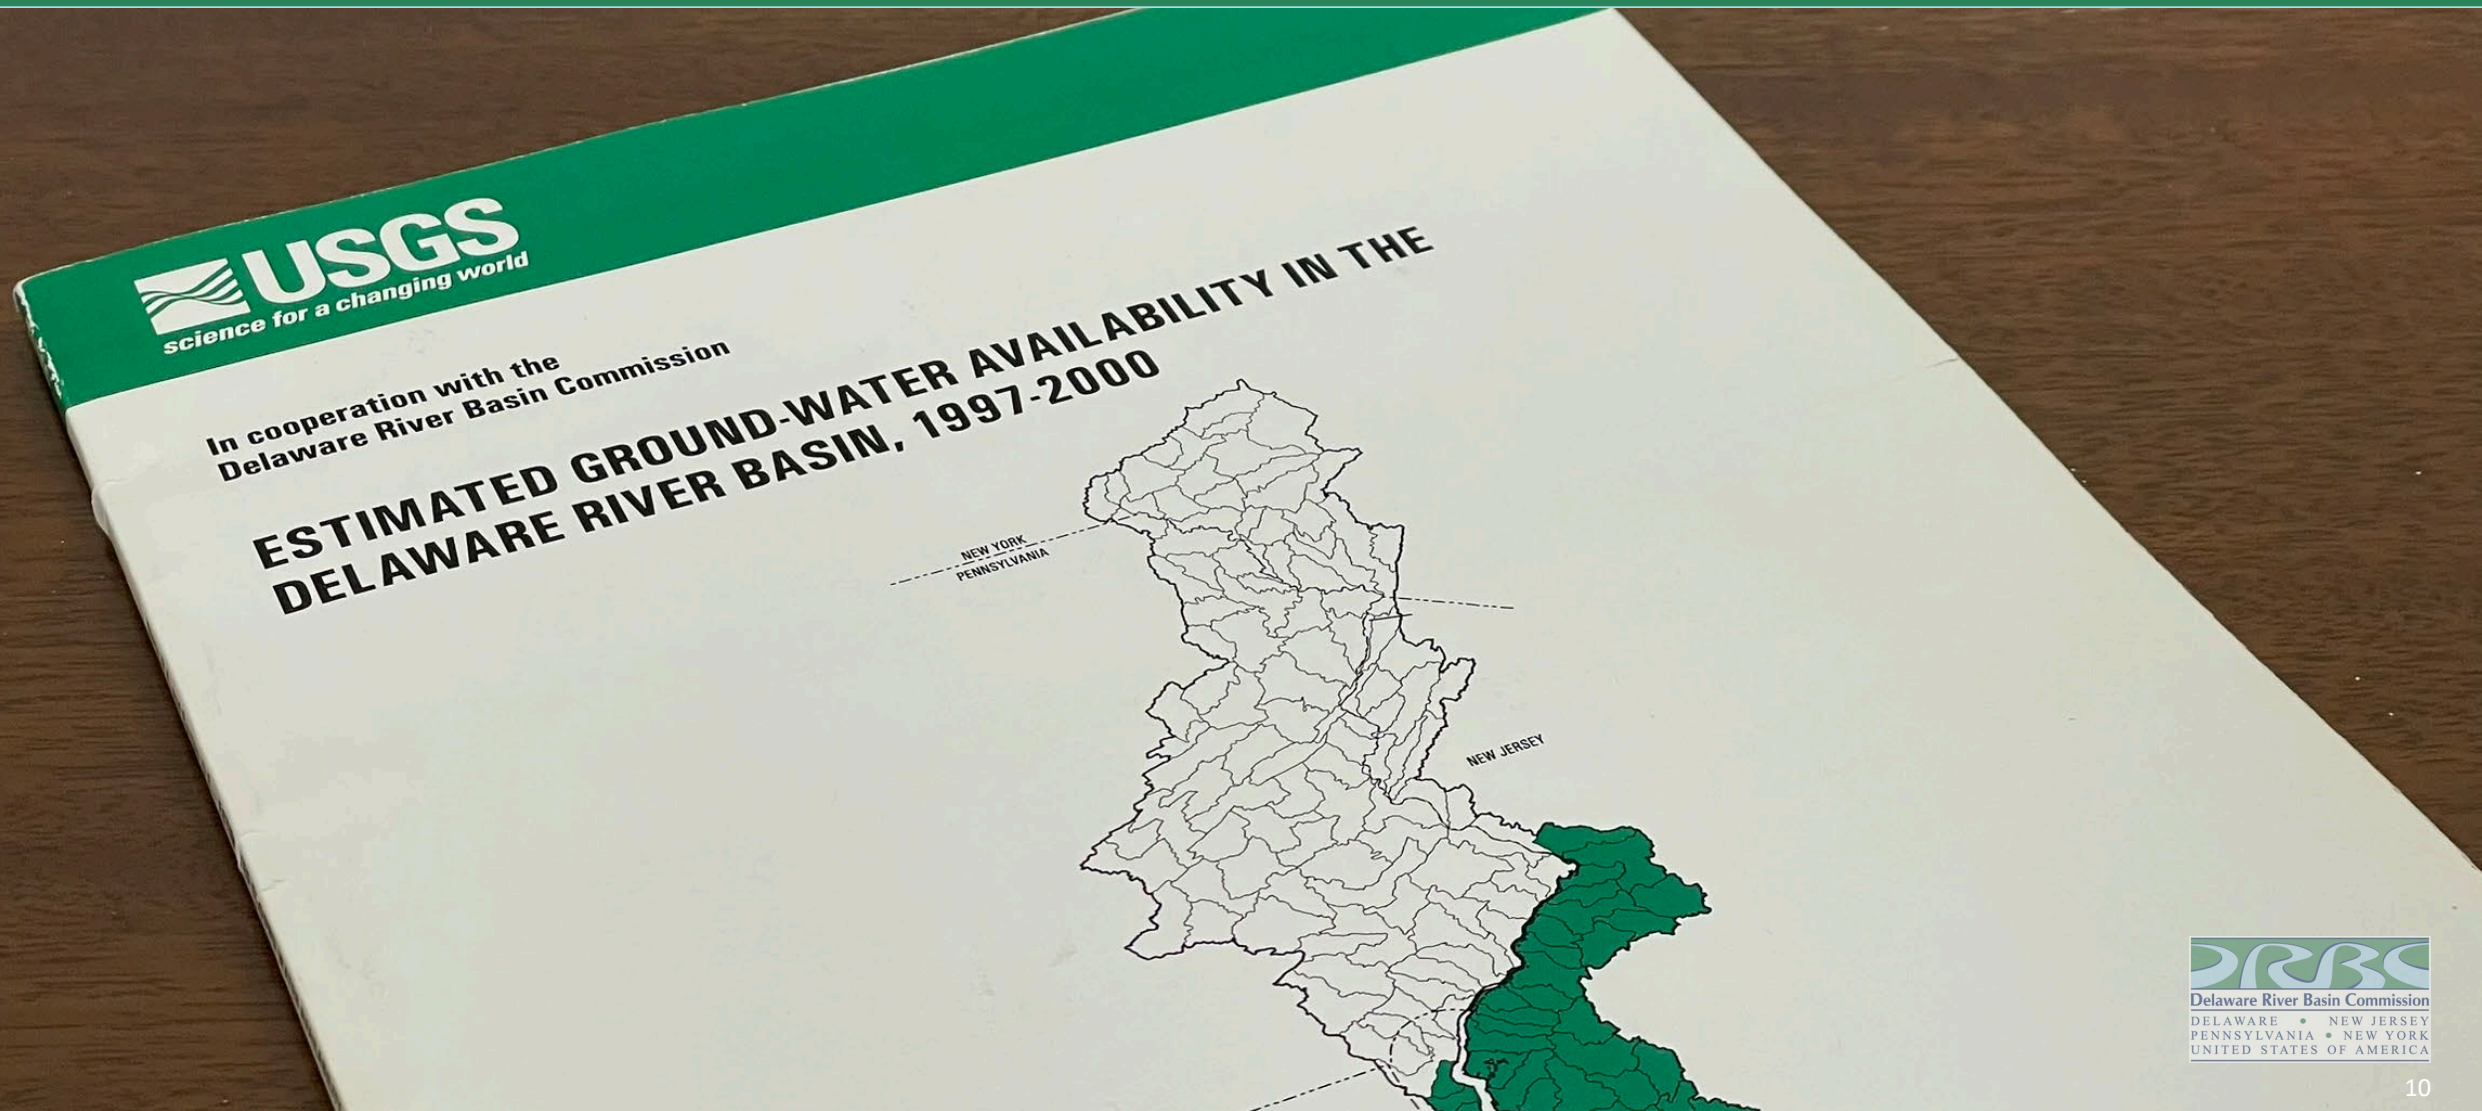 USGS
science for a changing world
In cooperation with the
Delaware River Basin Commission
ESTIMATED GROUND-WATER AVAILABILITY IN THE
DELAWARE RIVER BASIN, 1997-2000
NEW YORK
PENNSYLVANIA
NEW JERSEY
DRBC
Delaware River Basin Commission
DELAWARE • NEW JERSEY
PENNSYLVANIA • NEW YORK
UNITED STATES OF AMERICA
10